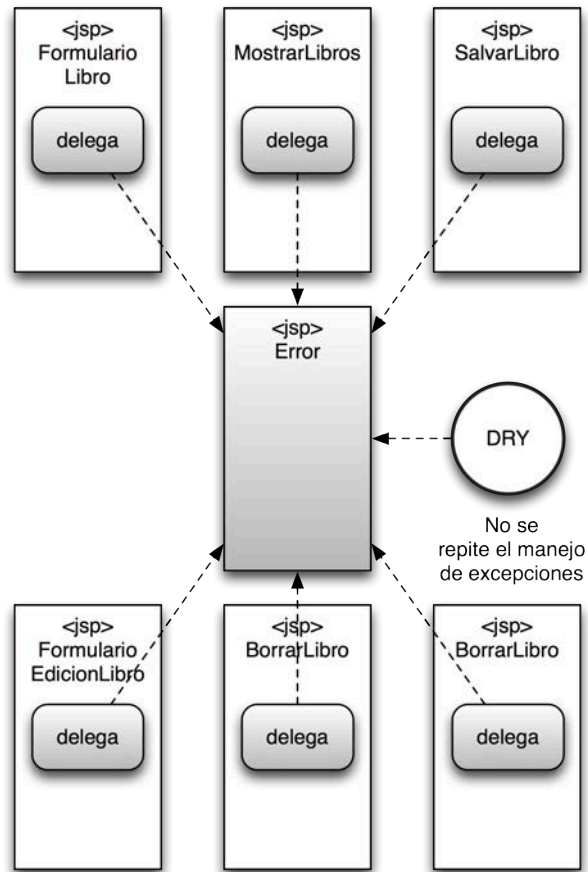 <jsp>
Formulario
Libro
delega
<jsp>
MostrarLibros
delega
<jsp>
SalvarLibro
delega
<jsp>
Error
DRY
No se
repite el manejo
de excepciones
<jsp>
Formulario
EdicionLibro
delega
<jsp>
BorrarLibro
delega
<jsp>
BorrarLibro
delega